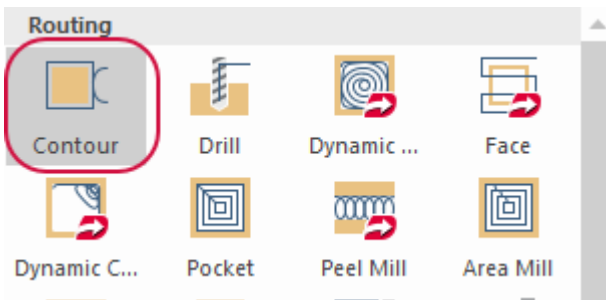 Routing
Contour Drill Dynamic ... Face
Dynamic C... Pocket Peel Mill Area Mill